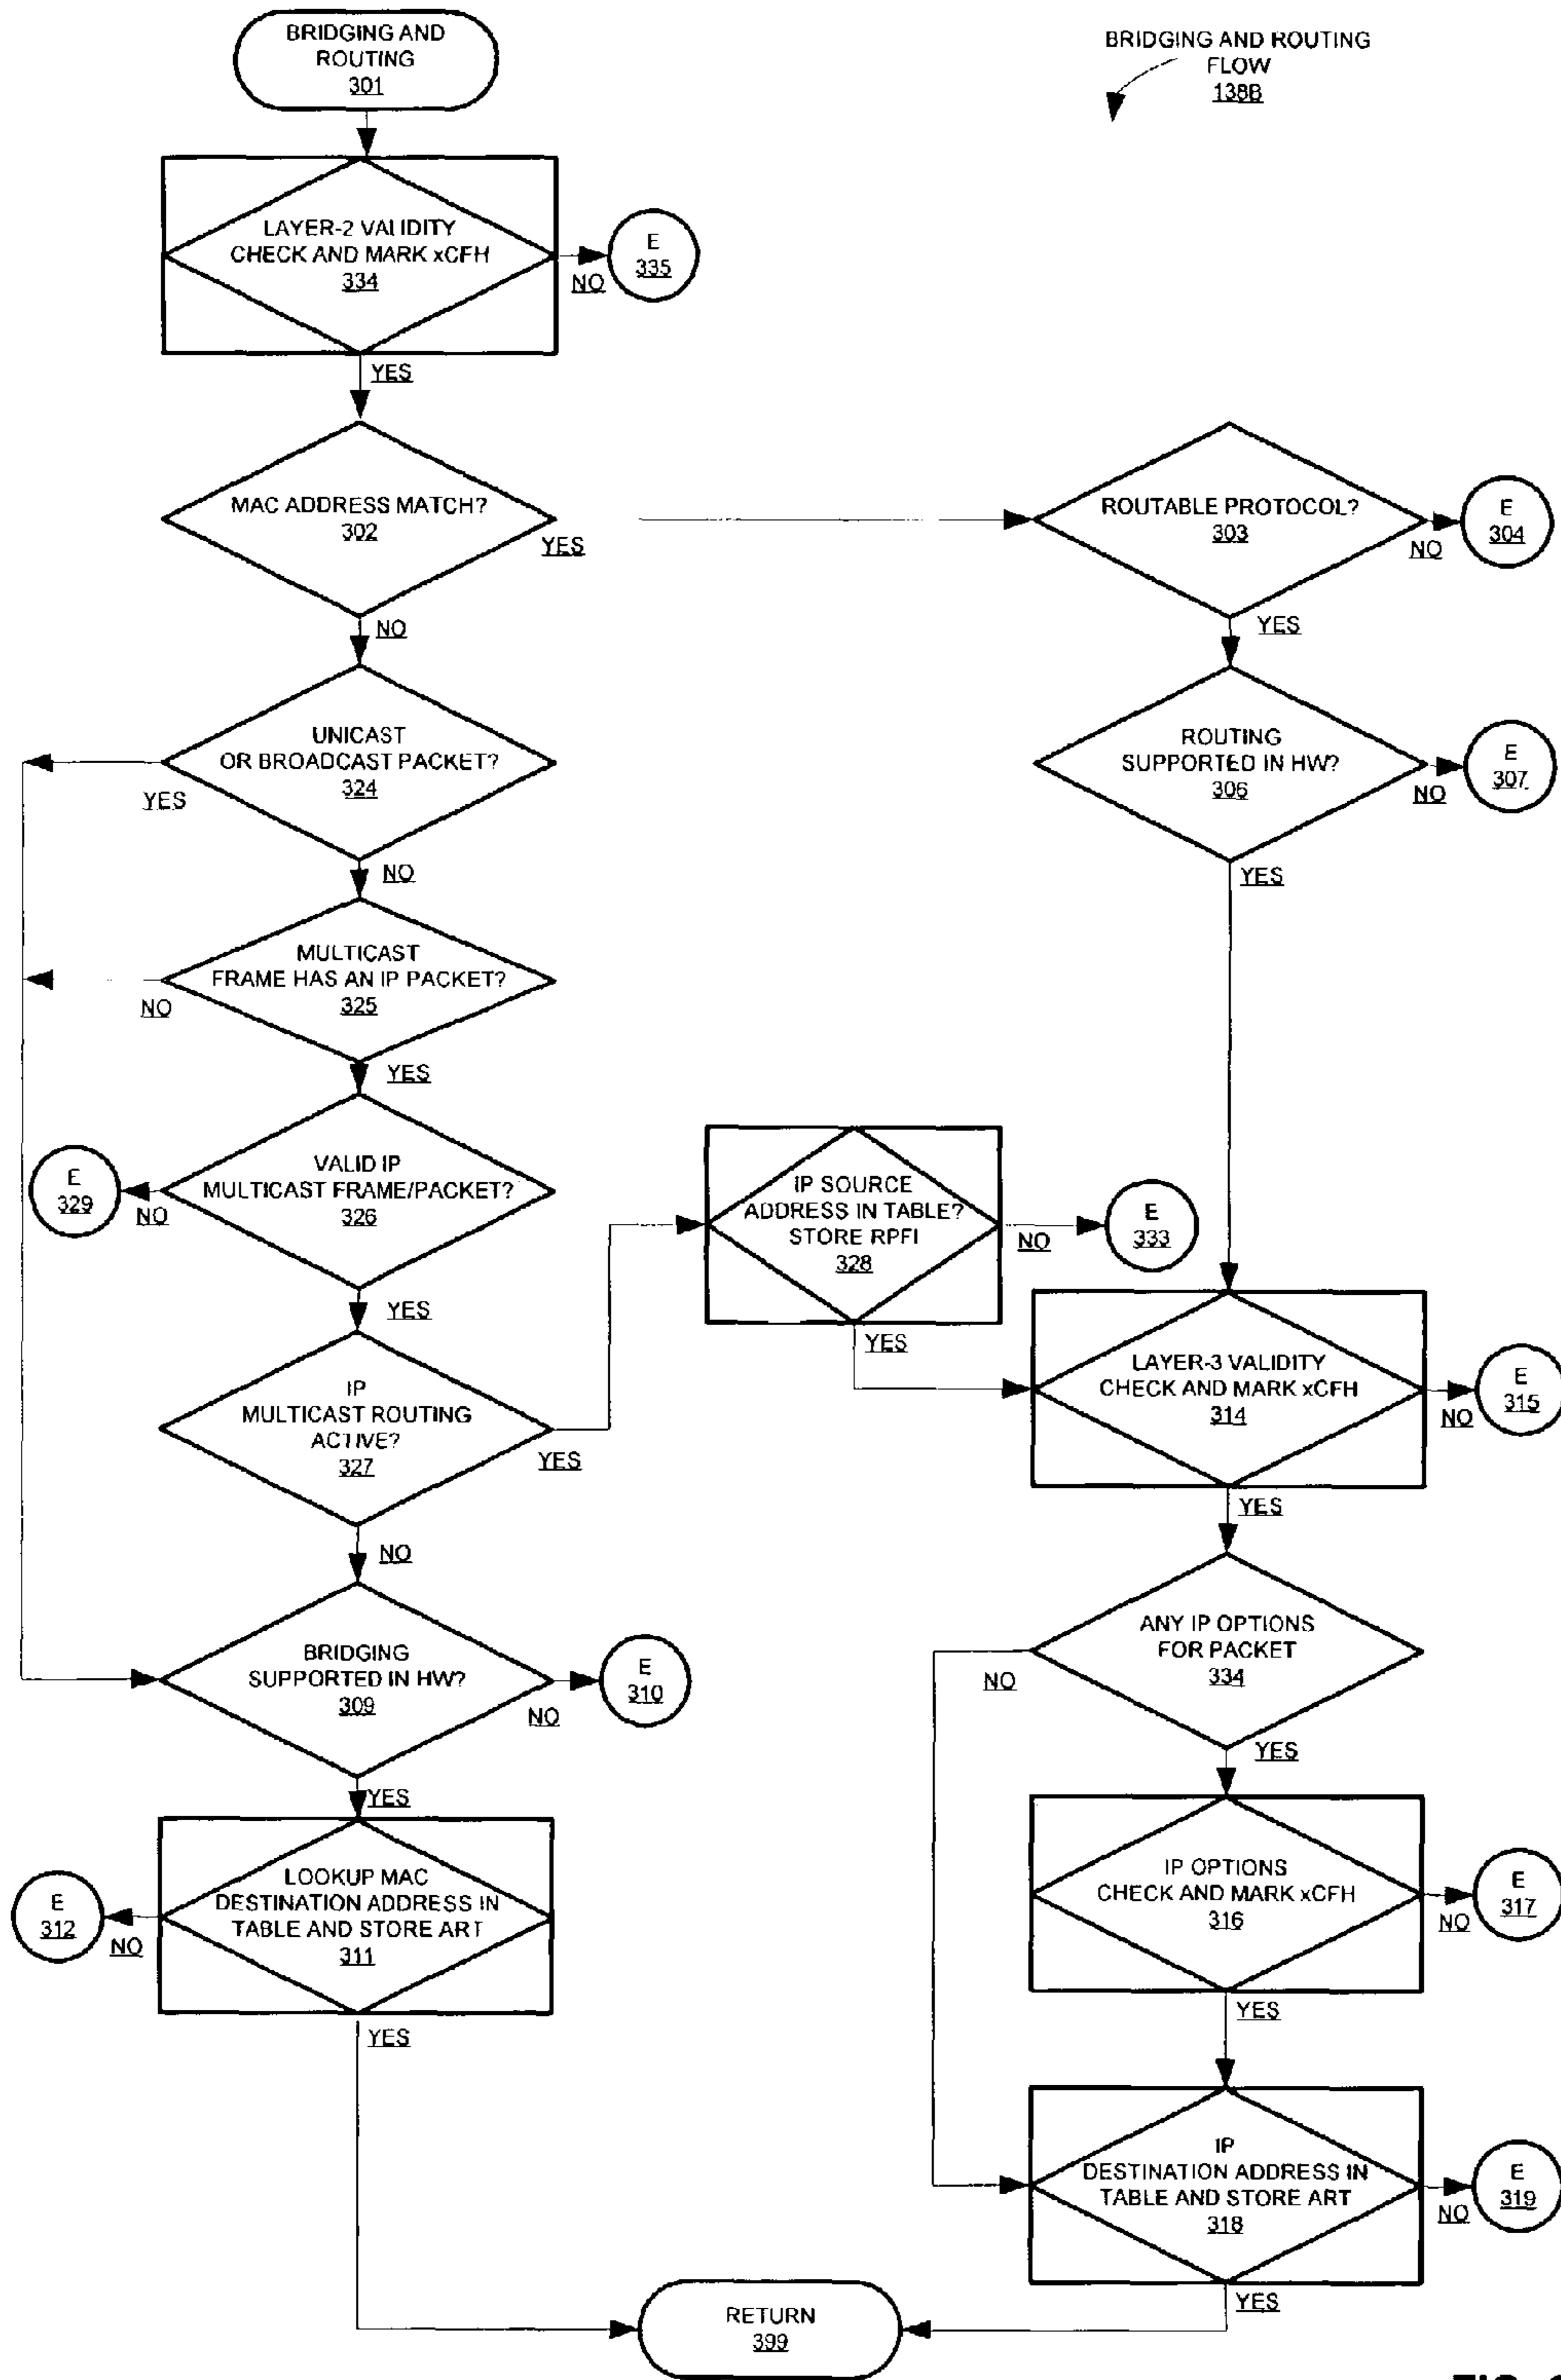 BRIDGING AND
ROUTING
301
BRIDGING AND ROUTING
FLOW
138B
LAYER-2 VALIDITY
CHECK AND MARK xCFH
334
NO
E
335
YES
MAC ADDRESS MATCH?
302
YES
ROUTABLE PROTOCOL?
303
NO
E
304
NO
YES
UNICAST
OR BROADCAST PACKET?
324
YES
ROUTING
SUPPORTED IN HW?
306
NO
E
307
NO
YES
MULTICAST
FRAME HAS AN IP PACKET?
325
NO
YES
VALID IP
MULTICAST FRAME/PACKET?
326
E
329
NO
IP SOURCE
ADDRESS IN TABLE?
STORE RPFI
328
NO
E
333
YES
YES
IP
MULTICAST ROUTING
ACTIVE?
327
YES
LAYER-3 VALIDITY
CHECK AND MARK xCFH
314
NO
E
315
YES
NO
BRIDGING
SUPPORTED IN HW?
309
NO
E
310
ANY IP OPTIONS
FOR PACKET
334
NO
YES
YES
LOOKUP MAC
DESTINATION ADDRESS IN
TABLE AND STORE ART
311
E
312
NO
IP OPTIONS
CHECK AND MARK xCFH
316
NO
E
317
YES
YES
IP
DESTINATION ADDRESS IN
TABLE AND STORE ART
318
NO
E
319
YES
RETURN
399